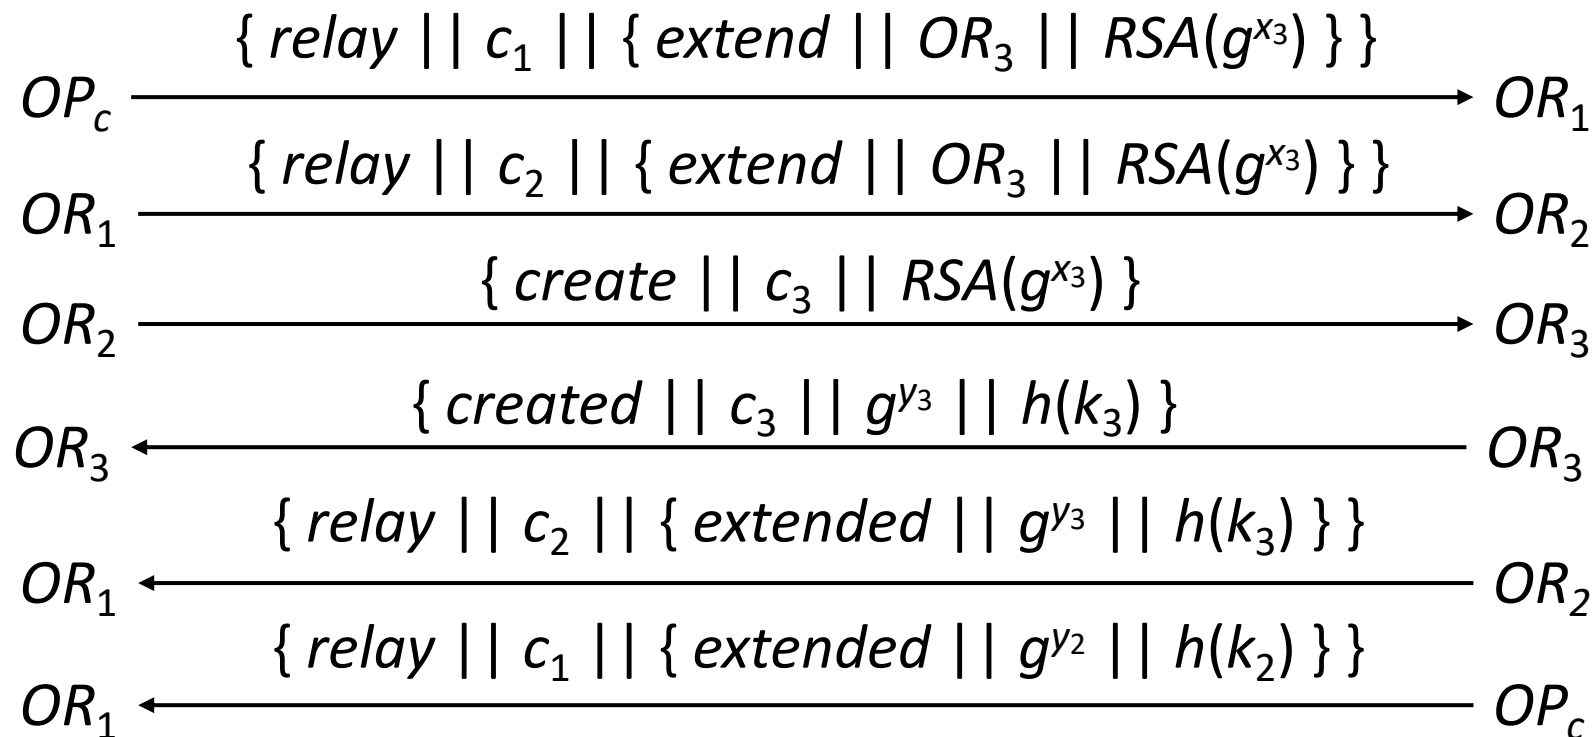 { relay || c₁ || { extend || OR₃ || RSA(gˣ³) } }
OPc OR₁
{ relay || c₂ || { extend || OR₃ || RSA(gˣ³) } }
OR₁ OR₂
{ create || c₃ || RSA(gˣ³) }
OR₂ OR₃
{ created || c₃ || gʸ³ || h(k₃) }
OR₃ OR₃
{ relay || c₂ || { extended || gʸ³ || h(k₃) } }
OR₁ OR₂
{ relay || c₁ || { extended || gʸ² || h(k₂) } }
OR₁ OPc